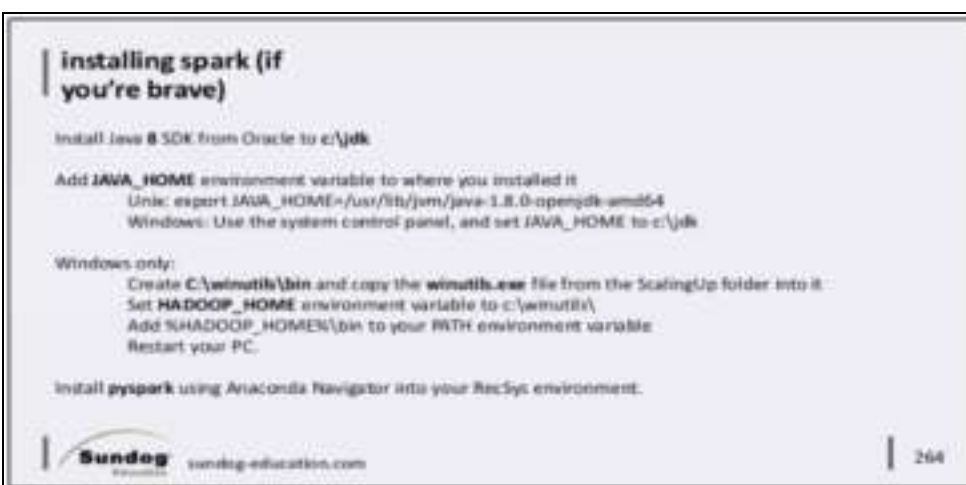 installing spark (if
you're brave)
Install Java 8 SDK from Oracle to c:\jdk
Add JAVA_HOME environment variable to where you installed it
Unix: export JAVA_HOME=/usr/lib/jvm/java-1.8.0-openjdk-amd64
Windows: Use the system control panel, and set JAVA_HOME to c:\jdk
Windows only:
Create C:\winutils\bin and copy the winutils.exe file from the ScalingUp folder into it
Set HADOOP_HOME environment variable to c:\winutils\
Add %HADOOP_HOME%\bin to your PATH environment variable
Restart your PC.
Install pyspark using Anaconda Navigator into your RecSys environment.
Sundog
Education
sundog-education.com
264